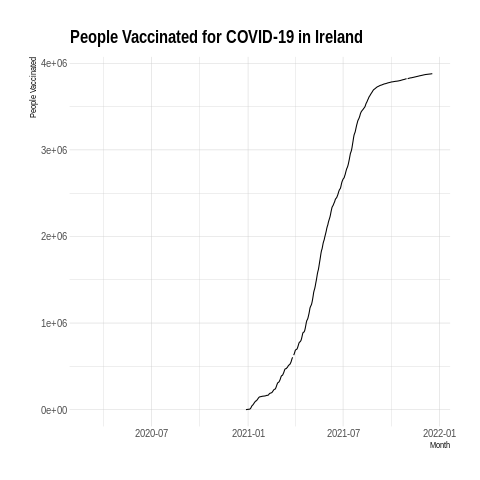 People Vaccinated for COVID-19 in Ireland
People Vaccinated
4e+06
3e+06
2e+06
1e+06
0e+00
2020-07
2021-01
2021-07
2022-01
Month